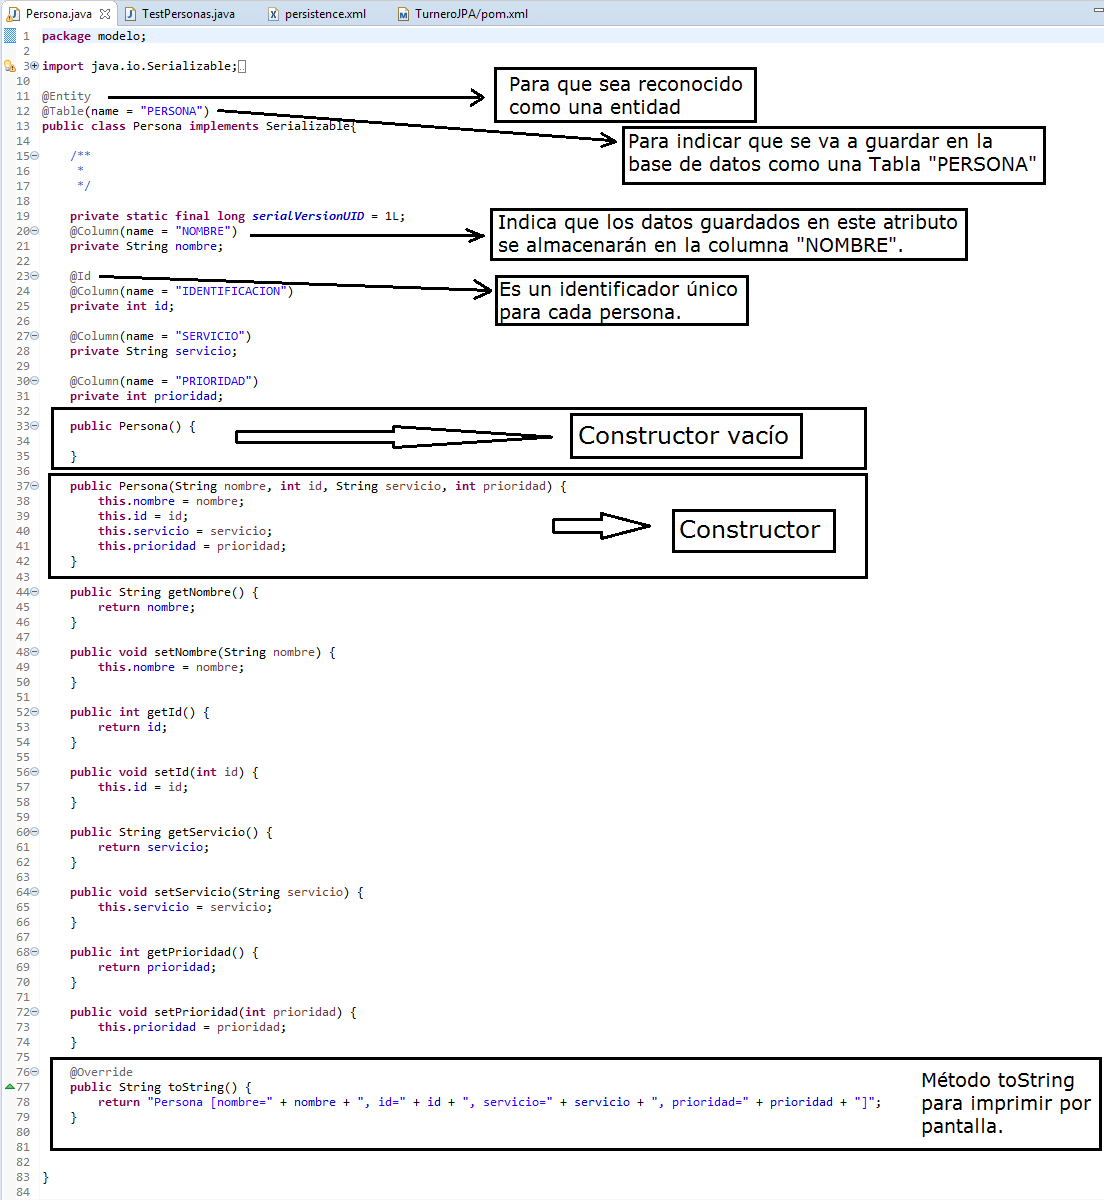 Persona.java TestPersonas.java persistence.xml TurneroJPA/pom.xml
1 package modelo;
2
3 import java.io.Serializable;
10
11 @Entity
Para que sea reconocido
como una entidad
12 @Table(name = "PERSONA")
13 public class Persona implements Serializable{
Para indicar que se va a guardar en la
base de datos como una Tabla "PERSONA"
14
15 /**
16 *
17 */
18
19 private static final long serialVersionUID = 1L;
20 @Column(name = "NOMBRE")
21 private String nombre;
Indica que los datos guardados en este atributo
se almacenarán en la columna "NOMBRE".
22
23 @Id
24 @Column(name = "IDENTIFICACION")
25 private int id;
Es un identificador único
para cada persona.
26
27 @Column(name = "SERVICIO")
28 private String servicio;
29
30 @Column(name = "PRIORIDAD")
31 private int prioridad;
32
33 public Persona() {
34
Constructor vacío
35 }
36
37 public Persona(String nombre, int id, String servicio, int prioridad) {
38 this.nombre = nombre;
39 this.id = id;
40 this.servicio = servicio;
Constructor
41 this.prioridad = prioridad;
42 }
43
44 public String getNombre() {
45 return nombre;
46 }
47
48 public void setNombre(String nombre) {
49 this.nombre = nombre;
50 }
51
52 public int getId() {
53 return id;
54 }
55
56 public void setId(int id) {
57 this.id = id;
58 }
59
60 public String getServicio() {
61 return servicio;
62 }
63
64 public void setServicio(String servicio) {
65 this.servicio = servicio;
66 }
67
68 public int getPrioridad() {
69 return prioridad;
70 }
71
72 public void setPrioridad(int prioridad) {
73 this.prioridad = prioridad;
74 }
75
76 @Override
77 public String toString() {
78 return "Persona [nombre=" + nombre + ", id=" + id + ", servicio=" + servicio + ", prioridad=" + prioridad + "]";
79 }
Método toString
para imprimir por
pantalla.
80
81
82
83 }
84